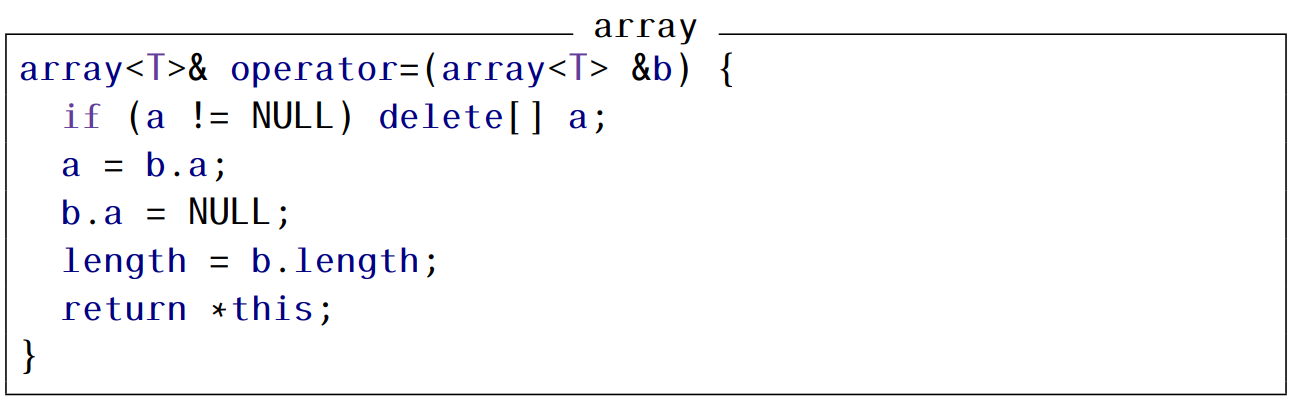 array
array<T>& operator=(array<T> &b) {
  if (a != NULL) delete[] a;
  a = b.a;
  b.a = NULL;
  length = b.length;
  return *this;
}